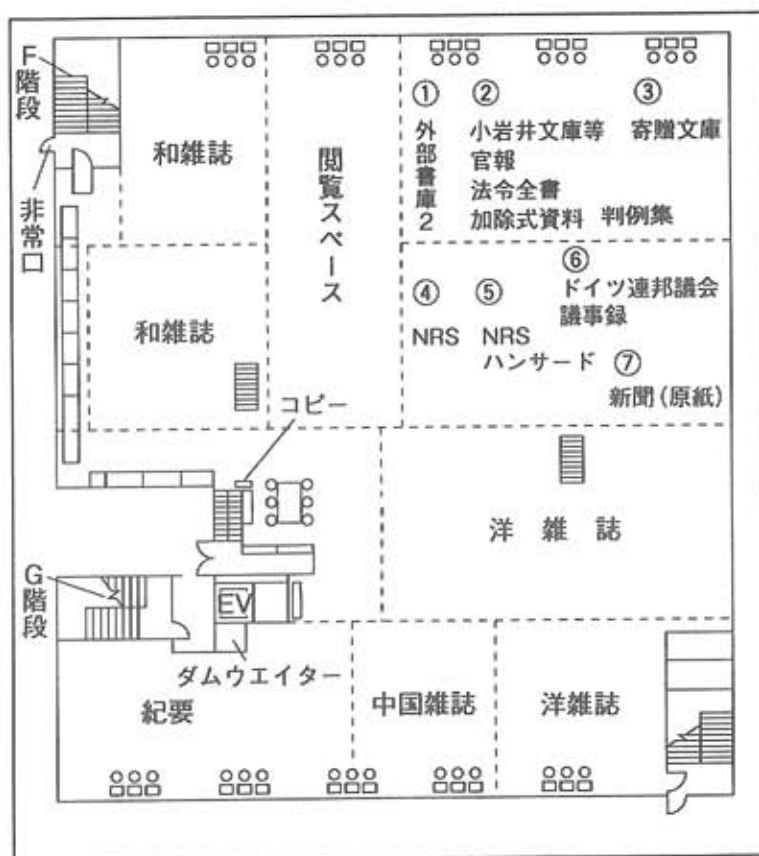 F階段
非常口
和雑誌
閲覧スペース
①
外部書庫2
②
小岩井文庫等
官報
法令全書
加除式資料 判例集
③
寄贈文庫
和雑誌
④
NRS
⑤
NRS
ハンサード
⑥
ドイツ連邦議会
議事録
⑦
新聞(原紙)
コピー
洋雑誌
G階段
EV
ダムウエイター
紀要
中国雑誌
洋雑誌